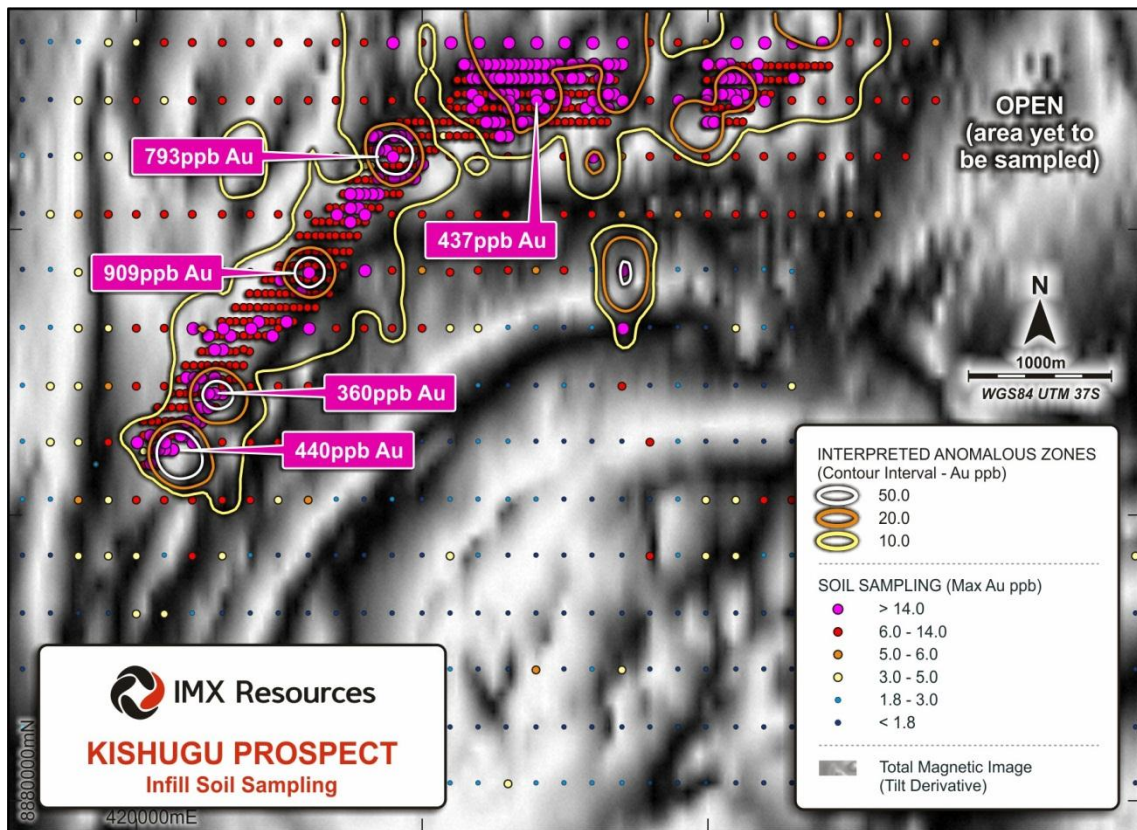 OPEN
(area yet to
be sampled)
793ppb Au
437ppb Au
909ppb Au
N
1000m
WGS84 UTM 37S
360ppb Au
440ppb Au
INTERPRETED ANOMALOUS ZONES
(Contour Interval - Au ppb)
50.0
20.0
10.0
SOIL SAMPLING (Max Au ppb)
> 14.0
6.0 - 14.0
5.0 - 6.0
3.0 - 5.0
1.8 - 3.0
< 1.8
Total Magnetic Image
(Tilt Derivative)
IMX Resources
KISHUGU PROSPECT
Infill Soil Sampling
8880000mN
420000mE